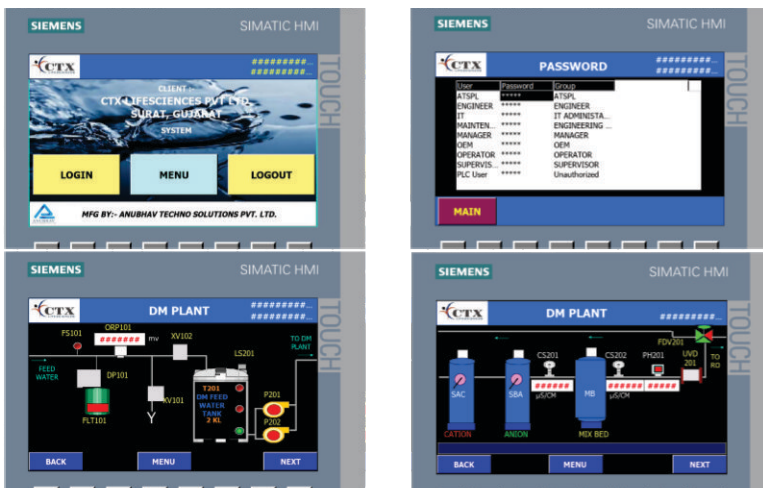 SIEMENS
SIMATIC HMI
TOUCH
CTX
#########...
#########...
CLIENT :-
CTX LIFESCIENCES PVT LTD,
SURAT, GUJARAT
SYSTEM
LOGIN
MENU
LOGOUT
MFG BY:- ANUBHAV TECHNO SOLUTIONS PVT. LTD.
SIEMENS
SIMATIC HMI
TOUCH
CTX
PASSWORD
#########...
#########...
User Password Group
ATSPL ***** ATSPL
ENGINEER ***** ENGINEER
IT ***** IT ADMINISTA...
MAINTEN... ***** ENGINEERING ...
MANAGER ***** MANAGER
OEM ***** OEM
OPERATOR ***** OPERATOR
SUPERVIS... ***** SUPERVISOR
PLC User ***** Unauthorized
MAIN
SIEMENS
SIMATIC HMI
TOUCH
CTX
DM PLANT
#########...
#########...
FS101
ORP101
####### mv
XV102
TO DM
PLANT
LS201
FEED
WATER
DP101
XV101
FLT101
T201
DM FEED
WATER
TANK
2 KL
P201
P202
BACK
MENU
NEXT
SIEMENS
SIMATIC HMI
TOUCH
CTX
DM PLANT
#########...
FDV201
CS201
CS202
PH201
UVD
201
TO
RO
SAC
SBA
MB
######
######
#####
µS/CM
µS/CM
CATION
ANION
MIX BED
BACK
MENU
NEXT